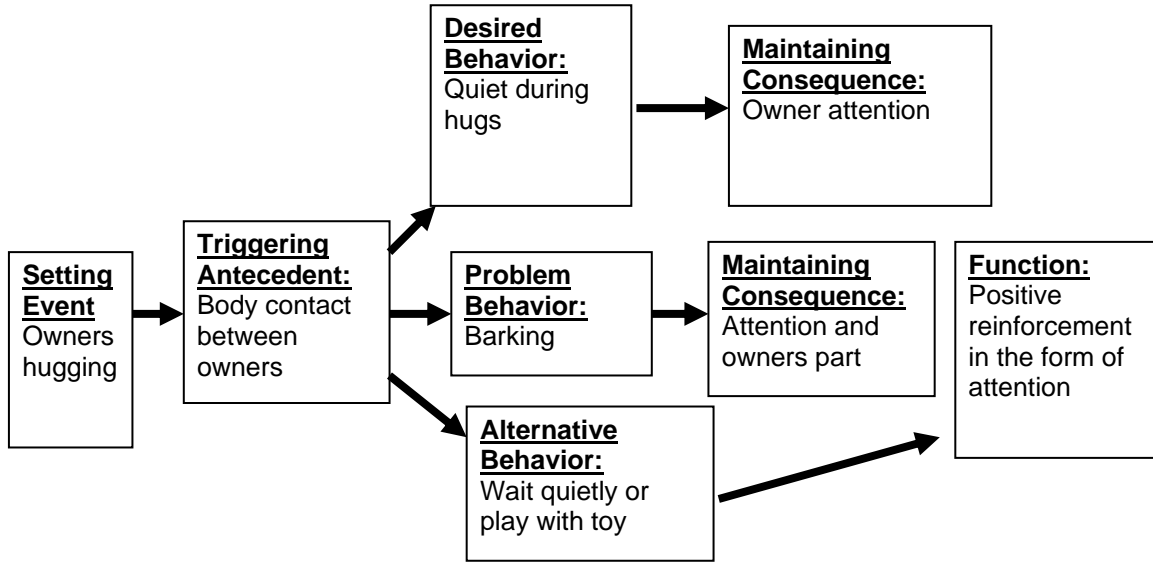 Desired
Behavior:
Quiet during
hugs
Maintaining
Consequence:
Owner attention
Setting
Event
Owners
hugging
Triggering
Antecedent:
Body contact
between
owners
Problem
Behavior:
Barking
Maintaining
Consequence:
Attention and
owners part
Function:
Positive
reinforcement
in the form of
attention
Alternative
Behavior:
Wait quietly or
play with toy